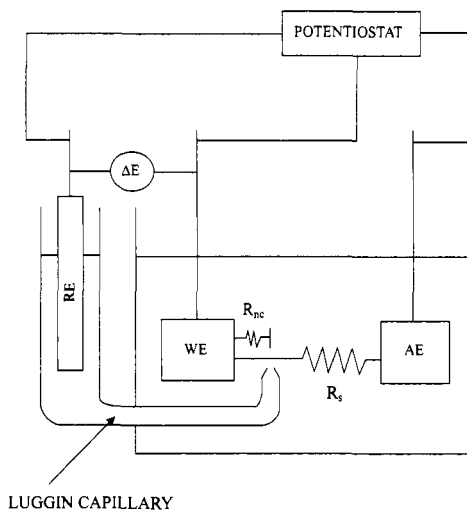 POTENTIOSTAT
ΔE
RE
R_nc
WE
AE
R_s
LUGGIN CAPILLARY